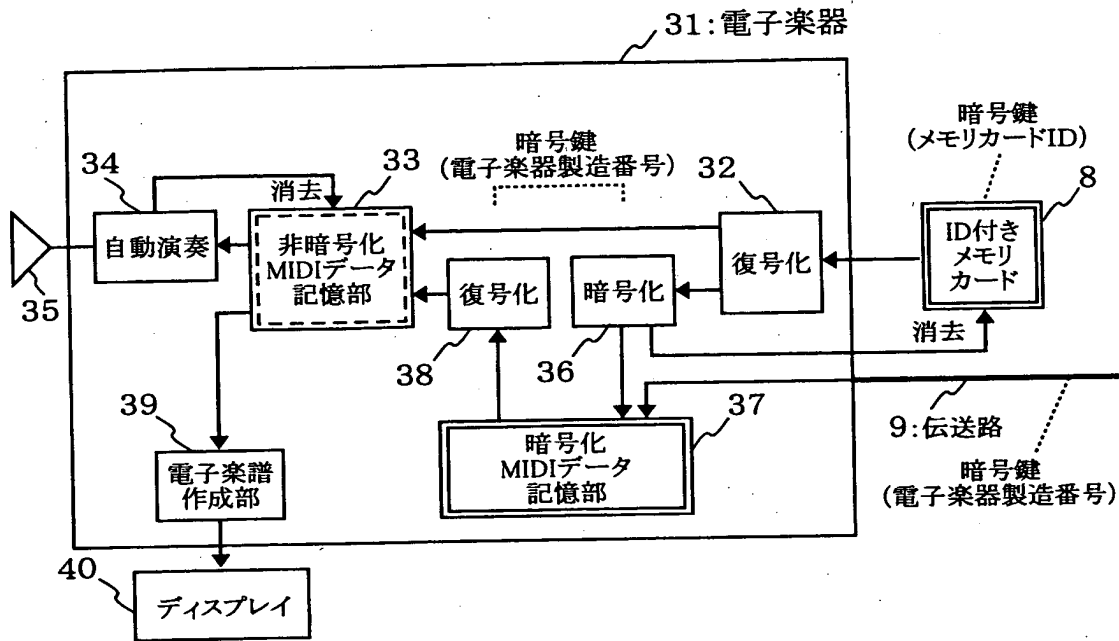 31:電子楽器
暗号鍵
(メモリカードID)
8
ID付き
メモリ
カード
暗号鍵
(電子楽器製造番号)
34
33
32
消去
自動演奏
非暗号化
MIDIデータ
記憶部
復号化
暗号化
復号化
35
38
36
消去
37
暗号化
MIDIデータ
記憶部
9:伝送路
暗号鍵
(電子楽器製造番号)
39
電子楽譜
作成部
40
ディスプレイ